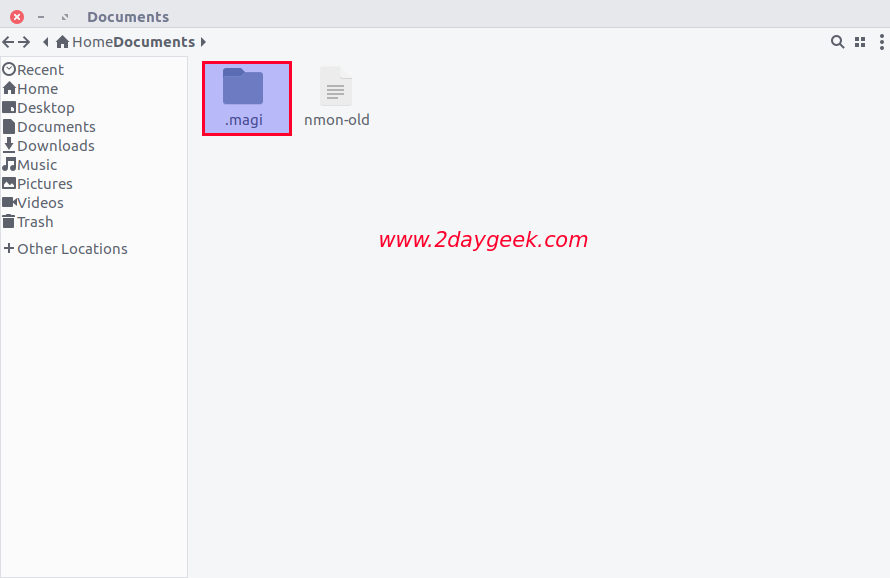 Documents
Home Documents
Recent
Home
Desktop
Documents
Downloads
Music
Pictures
Videos
Trash
Other Locations
.magi
nmon-old
www.2daygeek.com